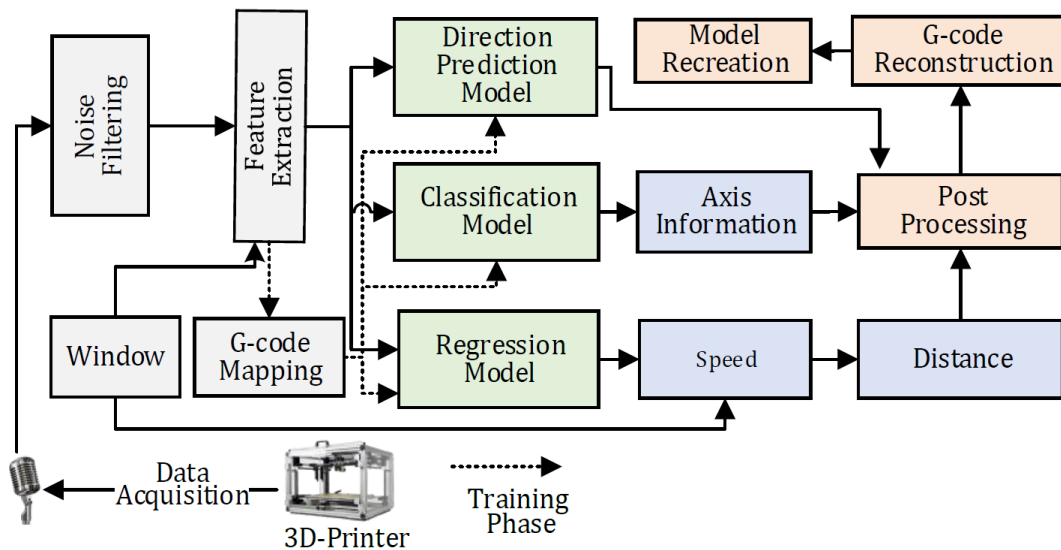 Noise
Filtering
Feature
Extraction
Direction
Prediction
Model
Model
Recreation
G-code
Reconstruction
Classification
Model
Axis
Information
Post
Processing
Window
G-code
Mapping
Regression
Model
Speed
Distance
Data
Acquisition
3D-Printer
Training
Phase